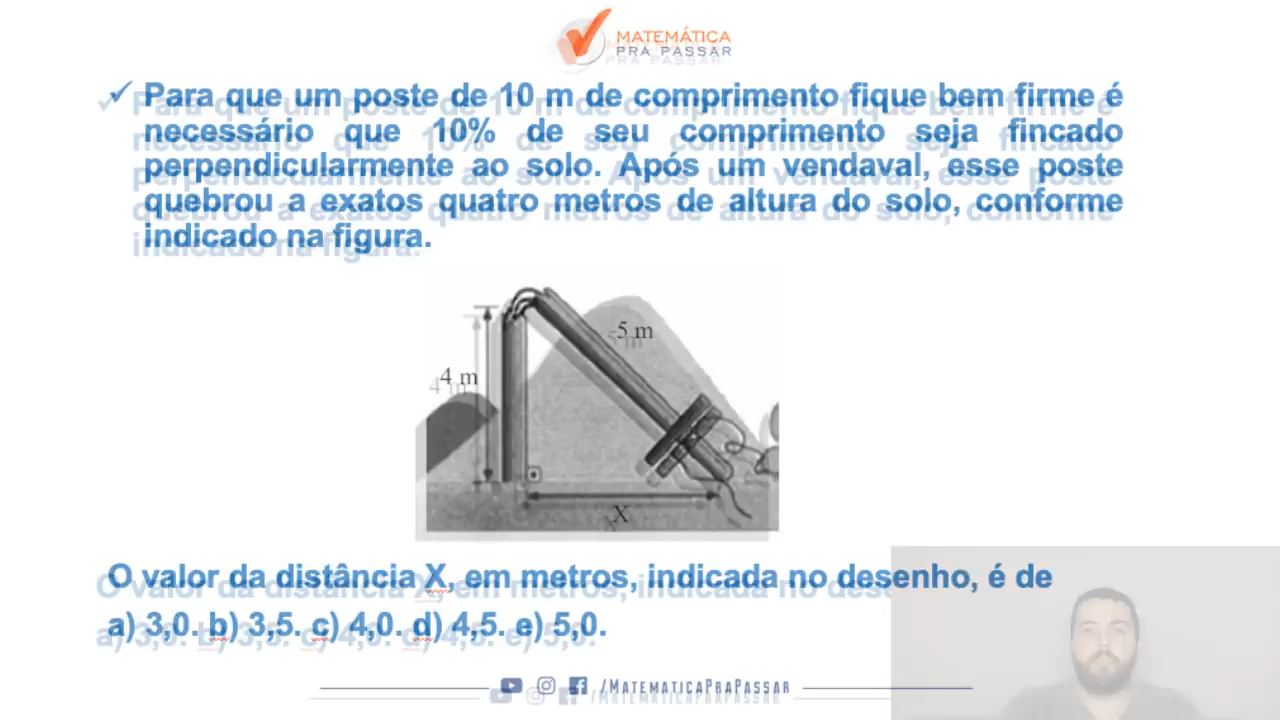 MATEMÁTICA
PRA PASSAR
✓ Para que um poste de 10 m de comprimento fique bem firme é
necessário que 10% de seu comprimento seja fincado
perpendicularmente ao solo. Após um vendaval, esse poste
quebrou a exatos quatro metros de altura do solo, conforme
indicado na figura.
5 m
4 m
X
O valor da distância X, em metros, indicada no desenho, é de
a) 3,0. b) 3,5. c) 4,0. d) 4,5. e) 5,0.
/MATEMATICAPRAPASSAR